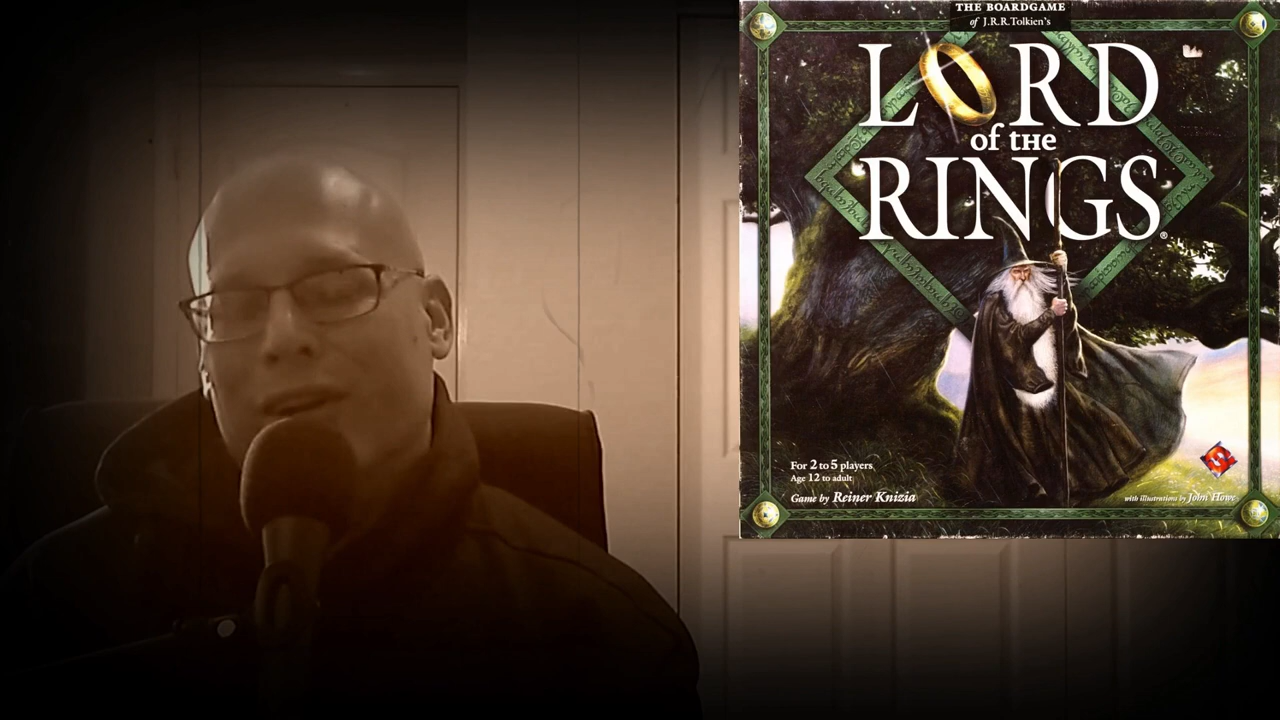 THE BOARDGAME
of J.R.R.Tolkien's
LORD
of the
RINGS®
For 2 to 5 players
Age 12 to adult
Game by Reiner Knizia
with illustrations by John Howe